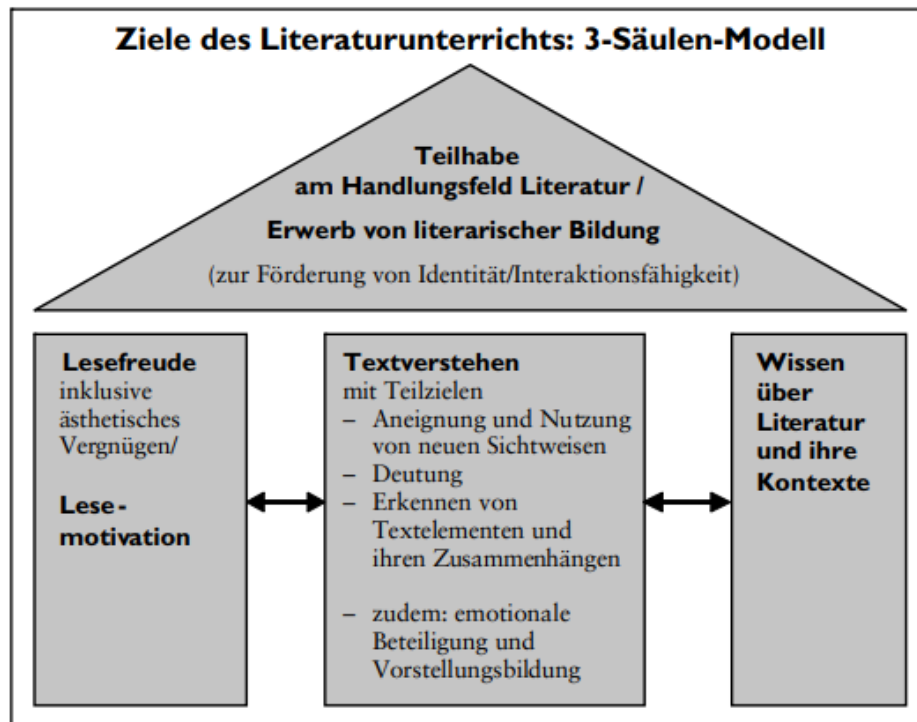 Ziele des Literaturunterrichts: 3-Säulen-Modell
Teilhabe
am Handlungsfeld Literatur /
Erwerb von literarischer Bildung
(zur Förderung von Identität/Interaktionsfähigkeit)
Lesefreude
inklusive
ästhetisches
Vergnügen/
Lese-
motivation
Textverstehen
mit Teilzielen
– Aneignung und Nutzung
von neuen Sichtweisen
– Deutung
– Erkennen von
Textelementen und
ihren Zusammenhängen
– zudem: emotionale
Beteiligung und
Vorstellungsbildung
Wissen
über
Literatur
und ihre
Kontexte